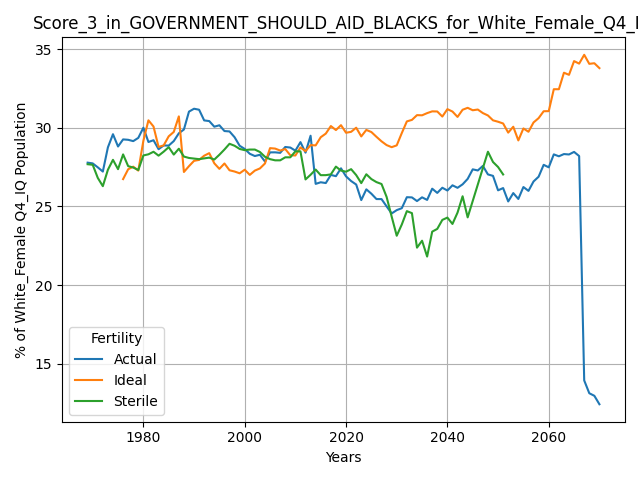 Score_3_in_GOVERNMENT_SHOULD_AID_BLACKS_for_White_Female_Q4_I
35
30
25
20
15
% of White_Female Q4_IQ Population
Fertility
Actual
Ideal
Sterile
1980 2000 2020 2040 2060
Years